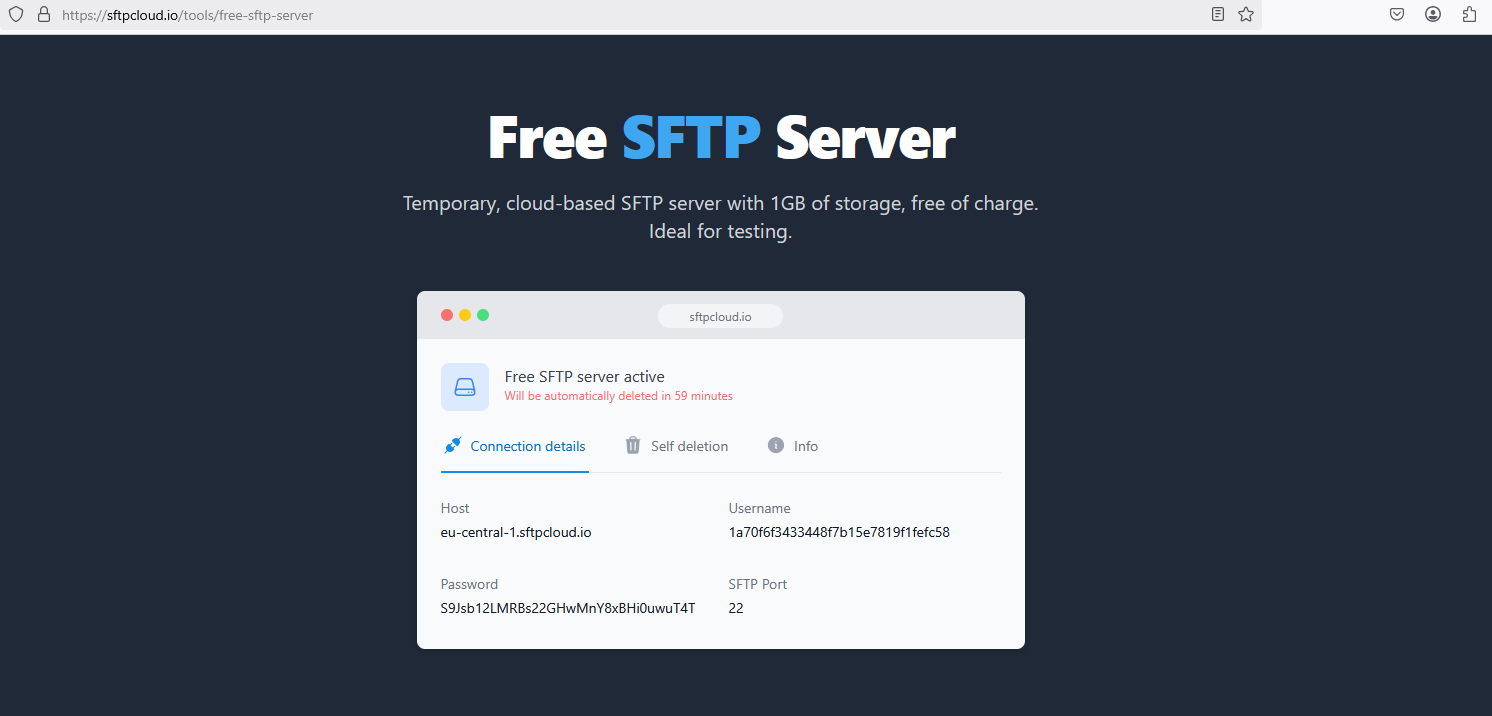 https://sftpcloud.io/tools/free-sftp-server
Free SFTP Server
Temporary, cloud-based SFTP server with 1GB of storage, free of charge.
Ideal for testing.
sftpcloud.io
Free SFTP server active
Will be automatically deleted in 59 minutes
Connection details
Self deletion
Info
Host
Username
eu-central-1.sftpcloud.io
1a70f6f3433448f7b15e7819f1fefc58
Password
SFTP Port
S9Jsb12LMRBs22GHwMnY8xBHi0uwuT4T
22